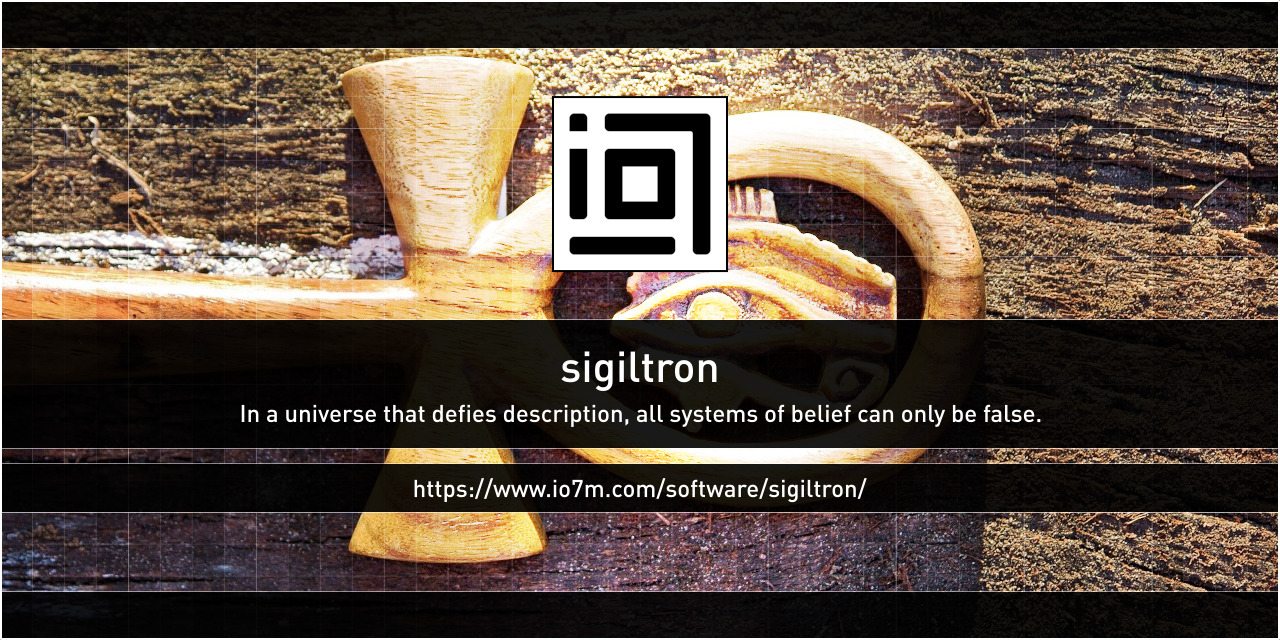 io7
sigiltron
In a universe that defies description, all systems of belief can only be false.
https://www.io7m.com/software/sigiltron/